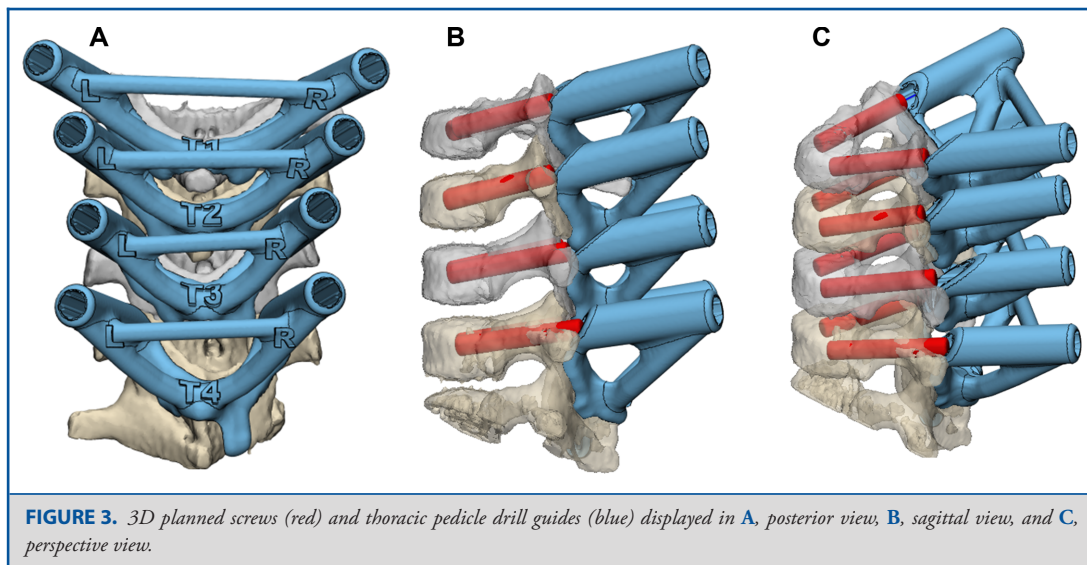 A
B
C
L
R
T1
L
R
T2
L
R
T3
L
R
T4
FIGURE 3. 3D planned screws (red) and thoracic pedicle drill guides (blue) displayed in A, posterior view, B, sagittal view, and C,
perspective view.